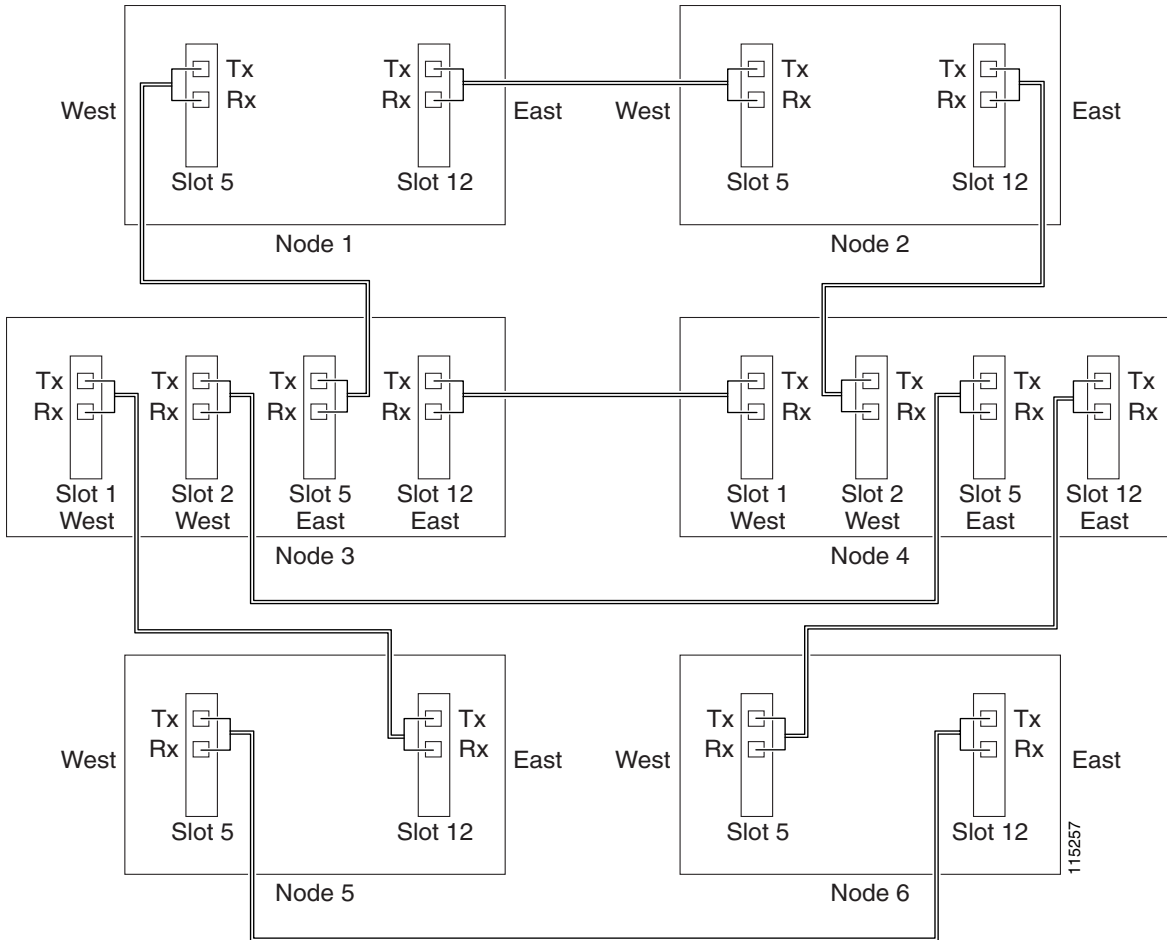 Tx Tx Tx Tx
West Rx Rx East West Rx Rx East
Slot 5 Slot 12 Slot 5 Slot 12
Node 1 Node 2
Tx Tx Tx Tx Tx Tx Tx Tx
Rx Rx Rx Rx Rx Rx Rx Rx
Slot 1 Slot 2 Slot 5 Slot 12 Slot 1 Slot 2 Slot 5 Slot 12
West West East East West West East East
Node 3 Node 4
Tx Tx Tx Tx
West Rx Rx East West Rx Rx East
Slot 5 Slot 12 Slot 5 Slot 12
115257
Node 5 Node 6